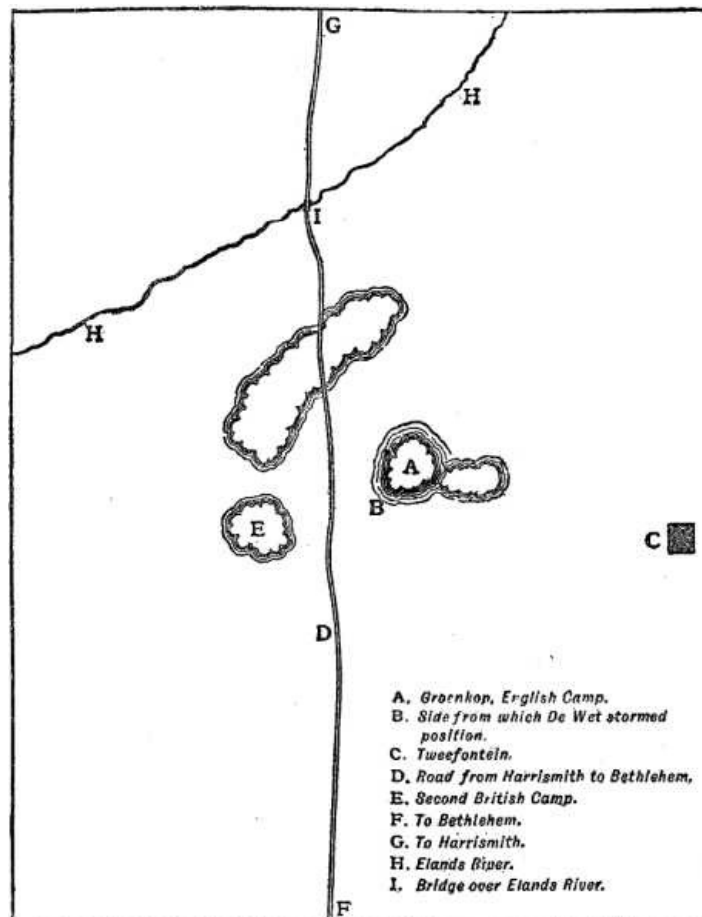 G
H
I
H
A
B
E
C
D
A. Groenkop, English Camp.
B. Side from which De Wet stormed
position.
C. Tweefontein.
D. Road from Harrismith to Bethlehem.
E. Second British Camp.
F. To Bethlehem.
G. To Harrismith.
H. Elands River.
I. Bridge over Elands River.
F